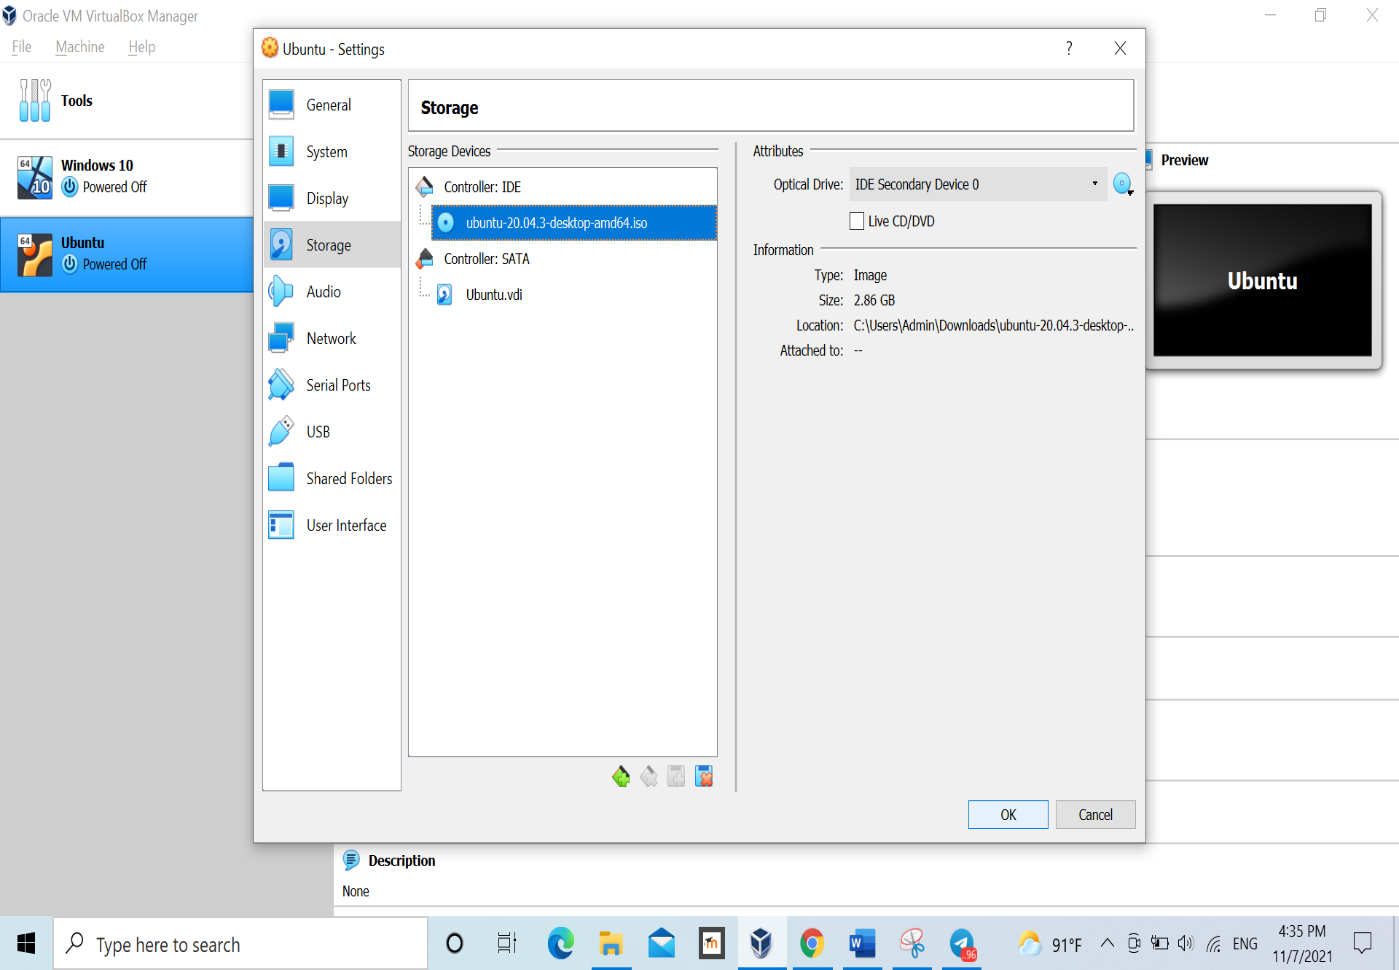 Oracle VM VirtualBox Manager
File Machine Help
Tools
64
10
Windows 10
Powered Off
64
Ubuntu
Powered Off
Ubuntu - Settings
?
General
System
Display
Storage
Audio
Network
Serial Ports
USB
Shared Folders
User Interface
Storage
Storage Devices
Controller: IDE
ubuntu-20.04.3-desktop-amd64.iso
Controller: SATA
Ubuntu.vdi
Attributes
Optical Drive: IDE Secondary Device 0
Live CD/DVD
Information
Type: Image
Size: 2.86 GB
Location: C:\Users\Admin\Downloads\ubuntu-20.04.3-desktop-...
Attached to: --
OK Cancel
Preview
Ubuntu
Description
None
Type here to search
m
W
..96
91°F
ENG
4:35 PM
11/7/2021